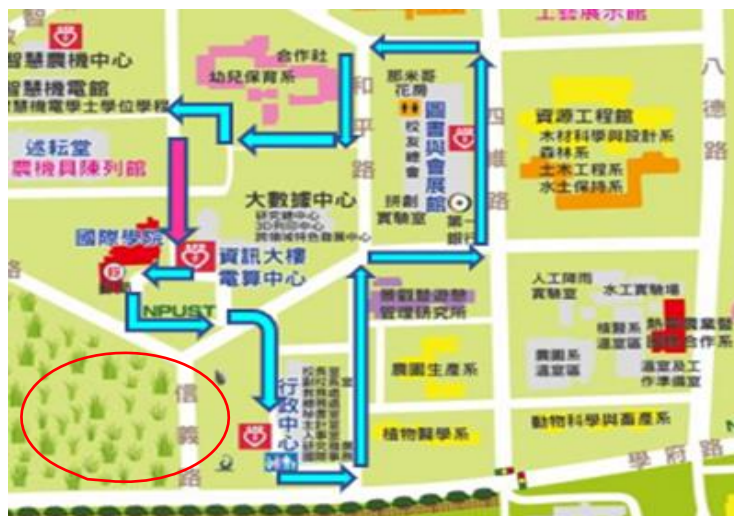 工藝展示館
智慧農機中心
智慧機電館
智慧機電學士學位學程
合作社
幼兒保育系
和平路
那米哥
花房
校友總會
圖書與會展館
拼創
實驗室
第一
銀行
四維路
八德路
資源工程館
木材科學與設計系
森林系
土木工程系
水土保持系
述耘堂
農機具陳列館
大數據中心
研究總中心
3D列印中心
跨領域特色發展中心
國際學院
AED
資訊大樓
電算中心
NPUST
景觀暨遊憩
管理研究所
人工降雨
實驗室
水工實驗場
植醫系
溫室區
農園系
溫室區
溫室及工
作準備室
農園生產系
行政中心
信義路
AED
植物醫學系
動物科學與畜產系
學府路